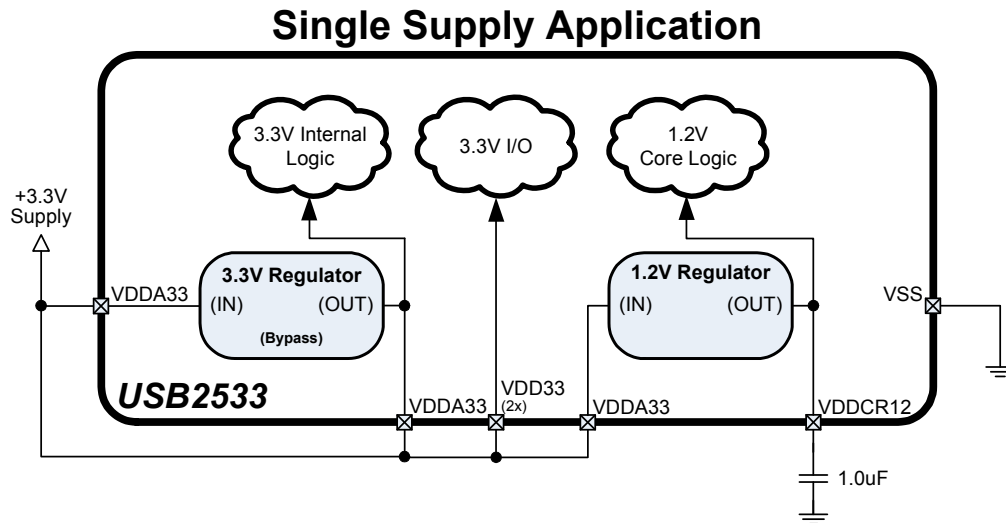 Single Supply Application
3.3V Internal
Logic
3.3V I/O
1.2V
Core Logic
+3.3V
Supply
VDDA33
3.3V Regulator
(IN)
(OUT)
(Bypass)
1.2V Regulator
(IN)
(OUT)
VSS
USB2533
VDDA33
VDD33
(2x)
VDDA33
VDDCR12
1.0uF